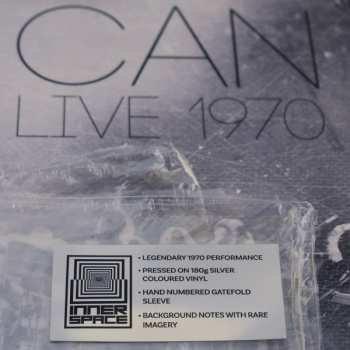 CAN
LIVE 1970
INNER
SPACE
• LEGENDARY 1970 PERFORMANCE
• PRESSED ON 180g SILVER
COLOURED VINYL
• HAND NUMBERED GATEFOLD
SLEEVE
• BACKGROUND NOTES WITH RARE
IMAGERY